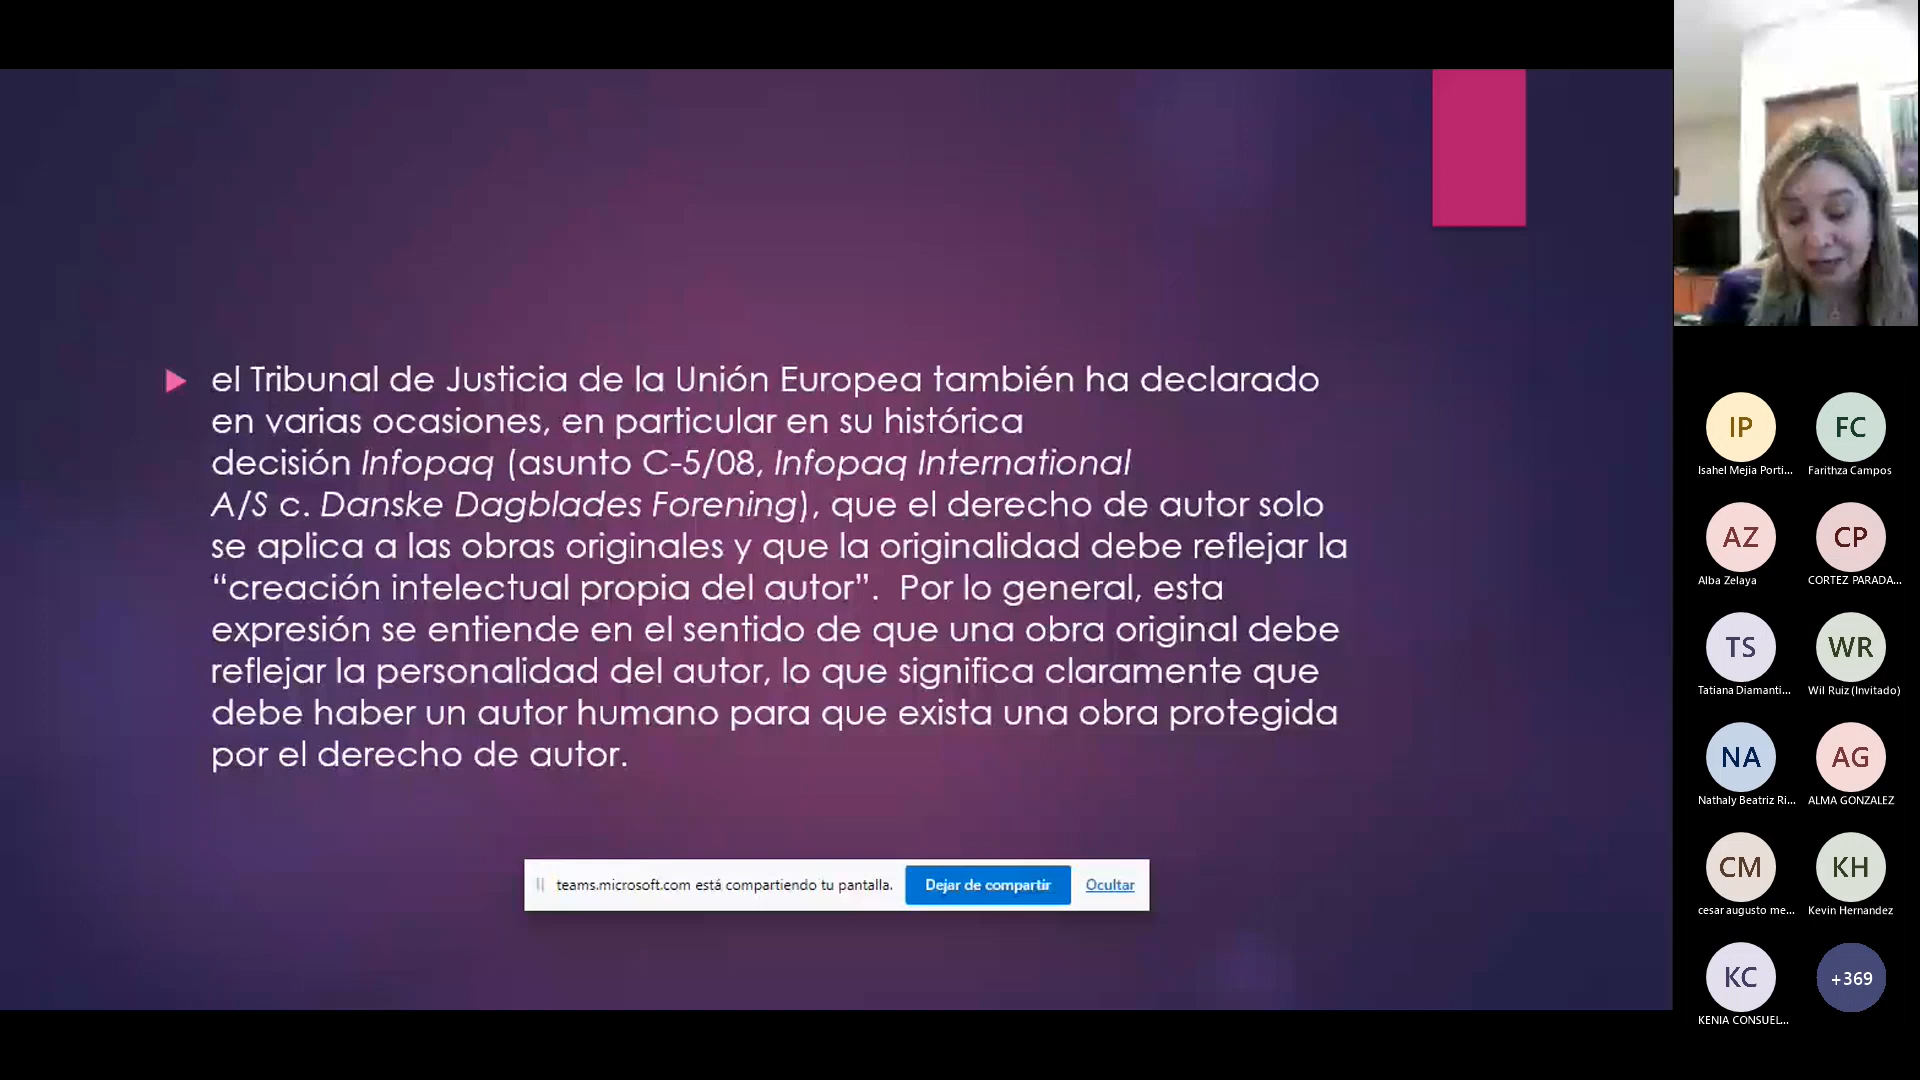 el Tribunal de Justicia de la Unión Europea también ha declarado
en varias ocasiones, en particular en su histórica
decisión Infopaq (asunto C-5/08, Infopaq International
A/S c. Danske Dagblades Forening), que el derecho de autor solo
se aplica a las obras originales y que la originalidad debe reflejar la
“creación intelectual propia del autor”.  Por lo general, esta
expresión se entiende en el sentido de que una obra original debe
reflejar la personalidad del autor, lo que significa claramente que
debe haber un autor humano para que exista una obra protegida
por el derecho de autor.
teams.microsoft.com está compartiendo tu pantalla.
Dejar de compartir
Ocultar
IP
FC
Isahel Mejia Porti...
Farithza Campos
AZ
CP
Alba Zelaya
CORTEZ PARADA...
TS
WR
Tatiana Diamanti...
Wil Ruiz (Invitado)
NA
AG
Nathaly Beatriz Ri...
ALMA GONZALEZ
CM
KH
cesar augusto me...
Kevin Hernandez
KC
+369
KENIA CONSUEL...